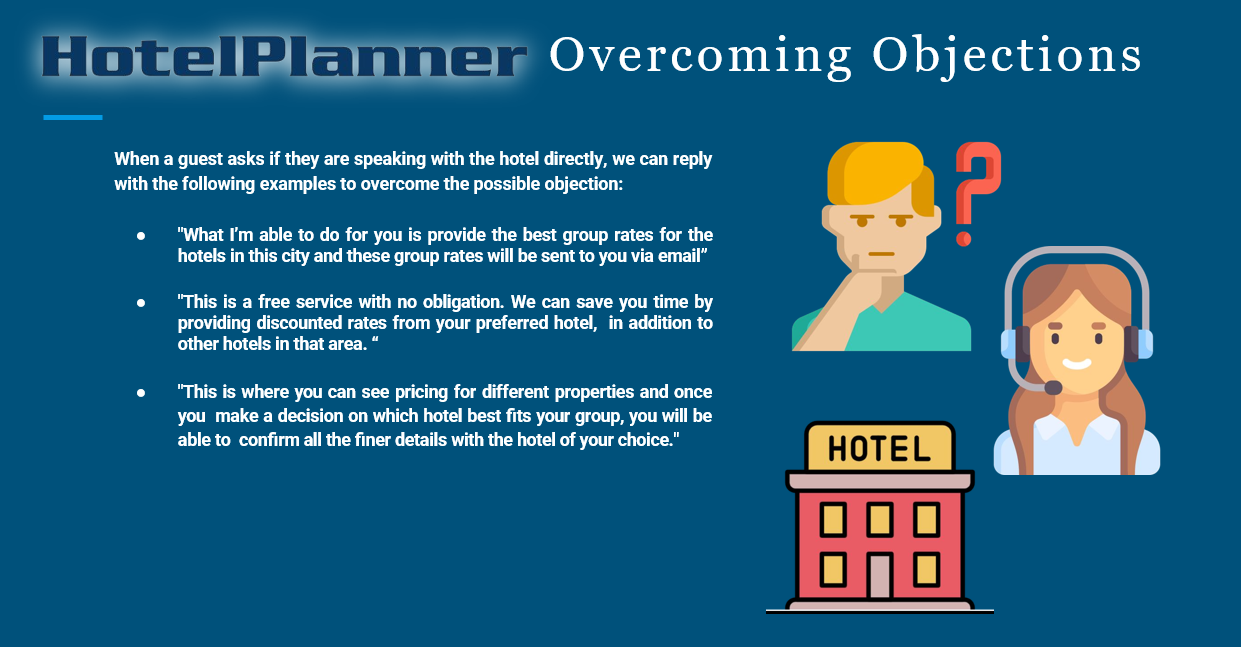 HotelPlanner Overcoming Objections
When a guest asks if they are speaking with the hotel directly, we can reply
with the following examples to overcome the possible objection:
● "What I’m able to do for you is provide the best group rates for the
hotels in this city and these group rates will be sent to you via email”
● "This is a free service with no obligation. We can save you time by
providing discounted rates from your preferred hotel,  in addition to
other hotels in that area. “
● "This is where you can see pricing for different properties and once
you  make a decision on which hotel best fits your group, you will be
able to  confirm all the finer details with the hotel of your choice."
HOTEL